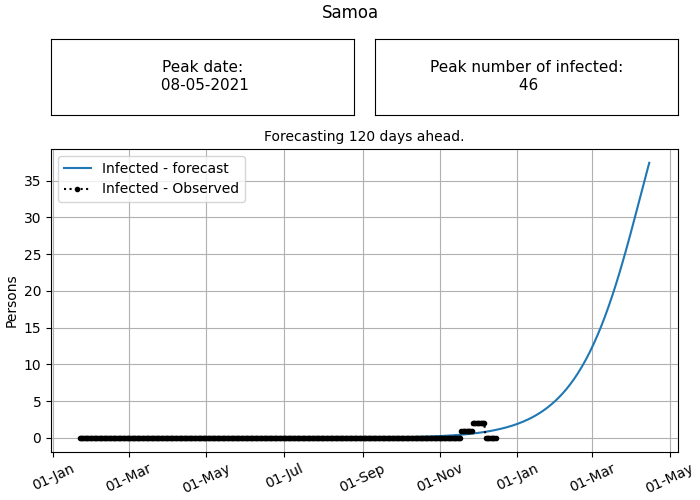 Samoa
Peak date:
08-05-2021
Peak number of infected:
46
Forecasting 120 days ahead.
Infected - forecast
Infected - Observed
Persons
35
30
25
20
15
10
5
0
01-Jan
01-Mar
01-May
01-Jul
01-Sep
01-Nov
01-Jan
01-Mar
01-May